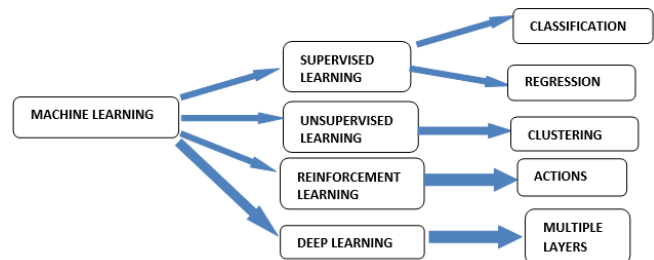 MACHINE LEARNING
SUPERVISED
LEARNING
CLASSIFICATION
REGRESSION
UNSUPERVISED
LEARNING
CLUSTERING
REINFORCEMENT
LEARNING
ACTIONS
DEEP LEARNING
MULTIPLE
LAYERS